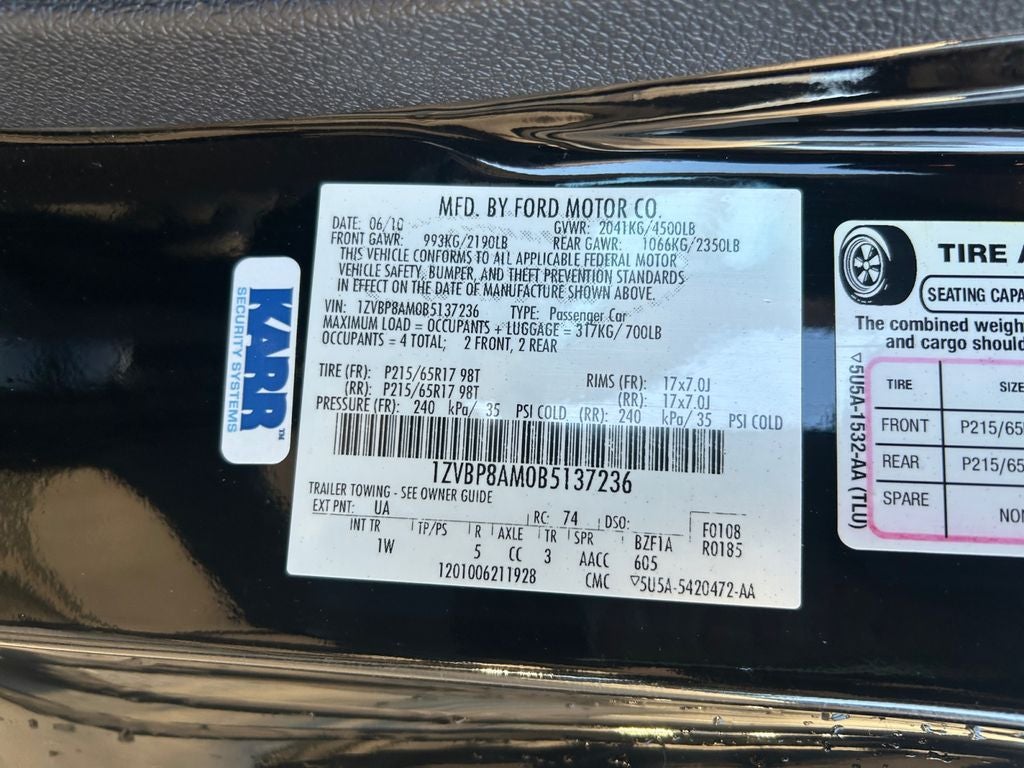 MFD. BY FORD MOTOR CO.
DATE: 06/10 GVWR: 2041KG/4500LB
FRONT GAWR: 993KG/2190LB REAR GAWR: 1066KG/2350LB
THIS VEHICLE CONFORMS TO ALL APPLICABLE FEDERAL MOTOR
VEHICLE SAFETY, BUMPER, AND THEFT PREVENTION STANDARDS
IN EFFECT ON THE DATE OF MANUFACTURE SHOWN ABOVE.
VIN: 1ZVBP8AM0B5137236 TYPE: Passenger Car
MAXIMUM LOAD = OCCUPANTS + LUGGAGE = 317KG/700LB
OCCUPANTS = 4 TOTAL; 2 FRONT, 2 REAR
TIRE (FR): P215/65R17 98T RIMS (FR): 17x7.0J
(RR): P215/65R17 98T (RR): 17x7.0J
PRESSURE (FR): 240 kPa/ 35 PSI COLD (RR): 240 kPa/ 35 PSI COLD
1ZVBP8AM0B5137236
TRAILER TOWING - SEE OWNER GUIDE
EXT PNT: UA RC: 74 DSO: F0108
INT TR TP/PS R AXLE TR SPR BZF1A R0185
1W 5 CC 3 AACC 605
1201006211928 CMC ▽5U5A-5420472-AA
KARR™
SECURITY SYSTEMS
TIRE A
SEATING CAPA
The combined weigh
and cargo shoul
TIRE SIZE
FRONT P215/65
REAR P215/65
SPARE NO
▽5U5A-1532-AA (TLU)